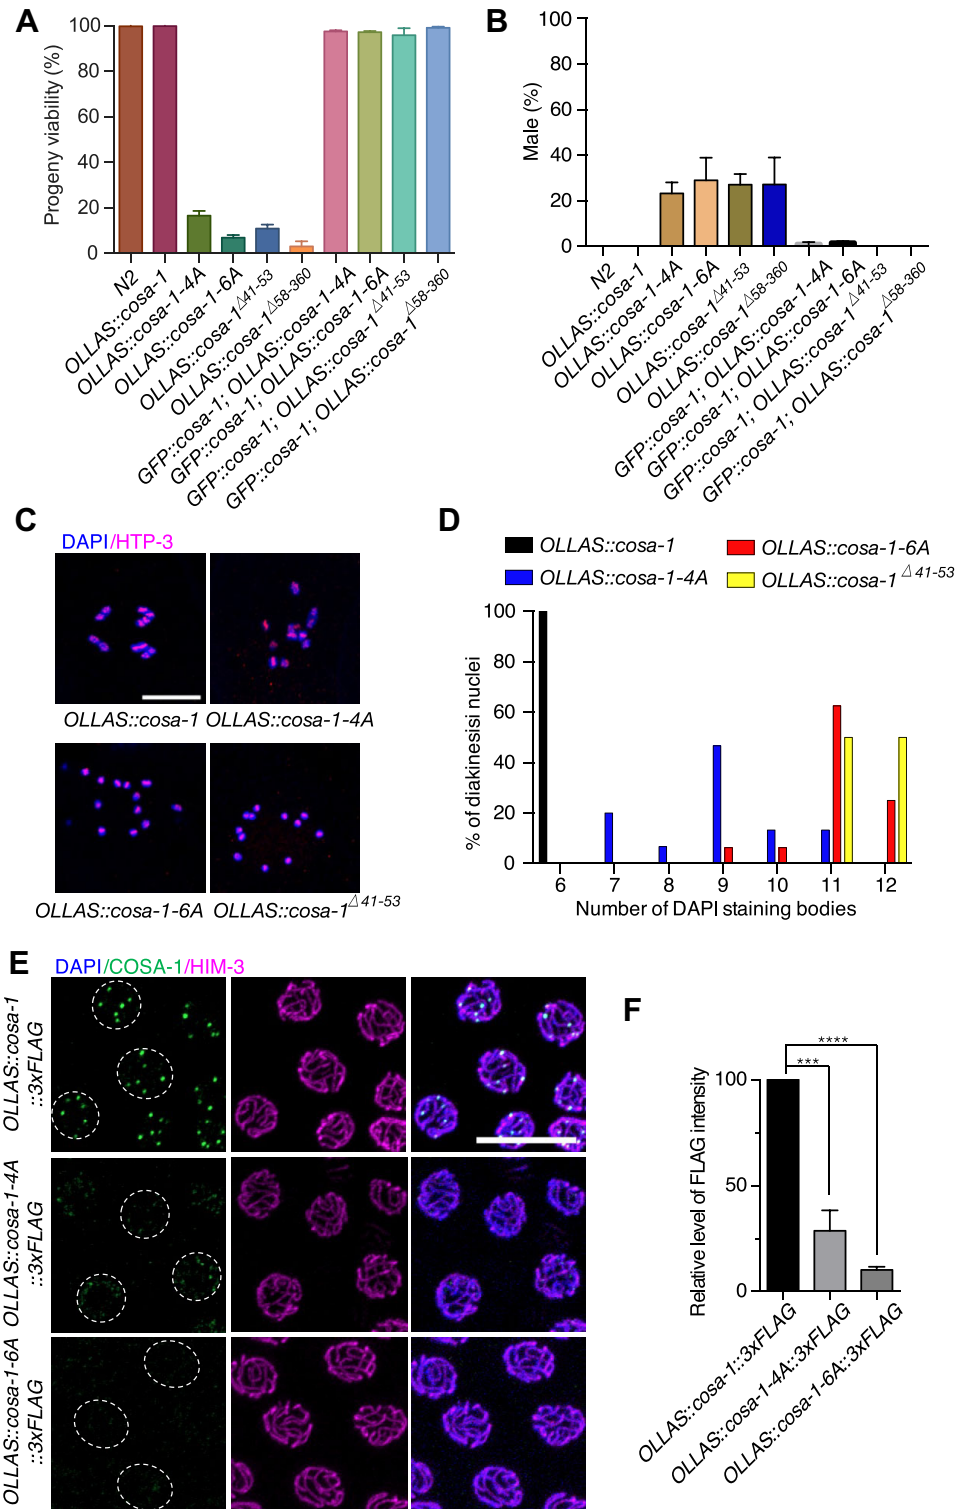 A
Progeny viability (%)
100
80
60
40
20
0
N2
OLLAS::cosa-1
OLLAS::cosa-1-4A
OLLAS::cosa-1-6A
OLLAS::cosa-1Δ41-53
OLLAS::cosa-1Δ58-360
GFP::cosa-1; OLLAS::cosa-1-4A
GFP::cosa-1; OLLAS::cosa-1-6A
GFP::cosa-1; OLLAS::cosa-1Δ41-53
GFP::cosa-1; OLLAS::cosa-1Δ58-360
B
Male (%)
100
80
60
40
20
0
N2
OLLAS::cosa-1
OLLAS::cosa-1-4A
OLLAS::cosa-1-6A
OLLAS::cosa-1Δ41-53
OLLAS::cosa-1Δ58-360
GFP::cosa-1; OLLAS::cosa-1-4A
GFP::cosa-1; OLLAS::cosa-1-6A
GFP::cosa-1; OLLAS::cosa-1Δ41-53
GFP::cosa-1; OLLAS::cosa-1Δ58-360
C
DAPI/HTP-3
OLLAS::cosa-1
OLLAS::cosa-1-4A
OLLAS::cosa-1-6A
OLLAS::cosa-1Δ41-53
D
OLLAS::cosa-1
OLLAS::cosa-1-6A
OLLAS::cosa-1-4A
OLLAS::cosa-1Δ41-53
% of diakinesisi nuclei
100
80
60
40
20
0
6 7 8 9 10 11 12
Number of DAPI staining bodies
E
DAPI/COSA-1/HIM-3
OLLAS::cosa-1
::3xFLAG
OLLAS::cosa-1-4A
::3xFLAG
OLLAS::cosa-1-6A
::3xFLAG
F
Relative level of FLAG intensity
100
50
0
****
***
OLLAS::cosa-1::3xFLAG
OLLAS::cosa-1-4A::3xFLAG
OLLAS::cosa-1-6A::3xFLAG